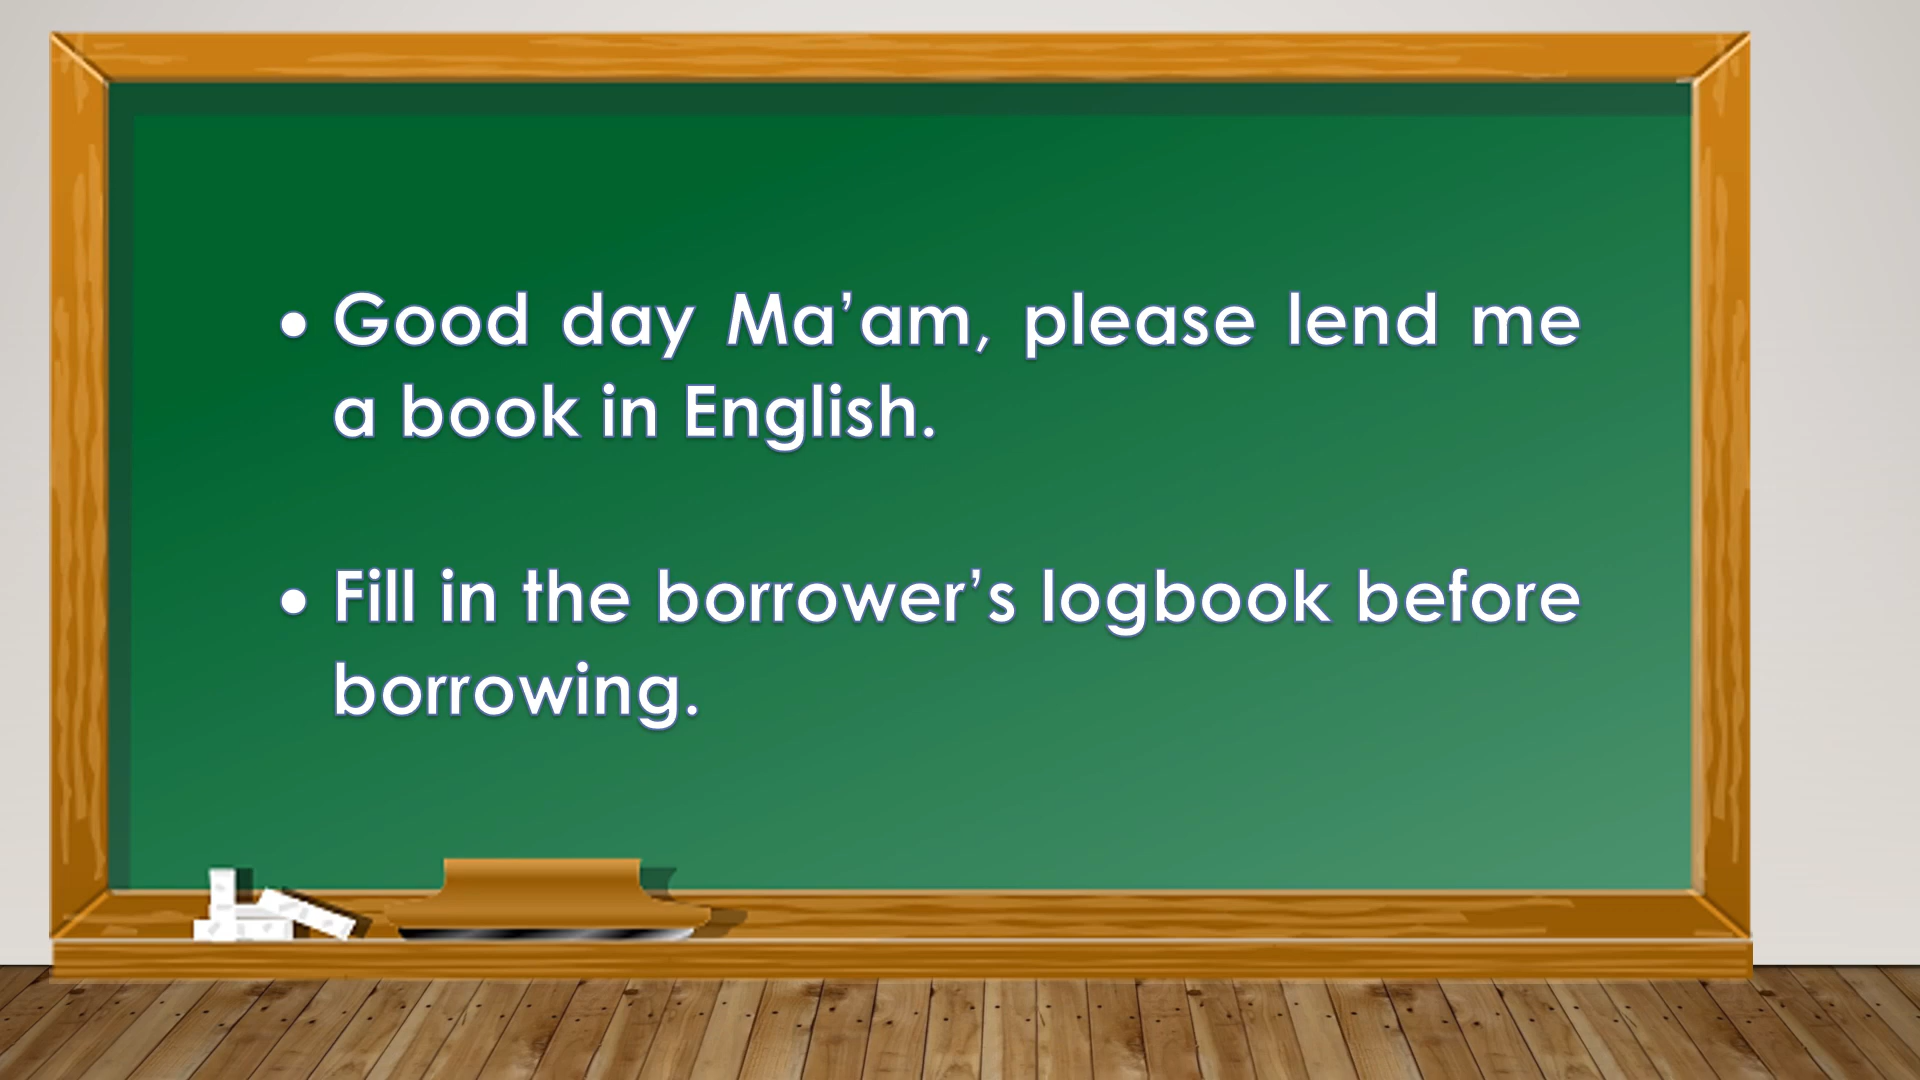 • Good day Ma’am, please lend me
a book in English.
• Fill in the borrower’s logbook before
borrowing.